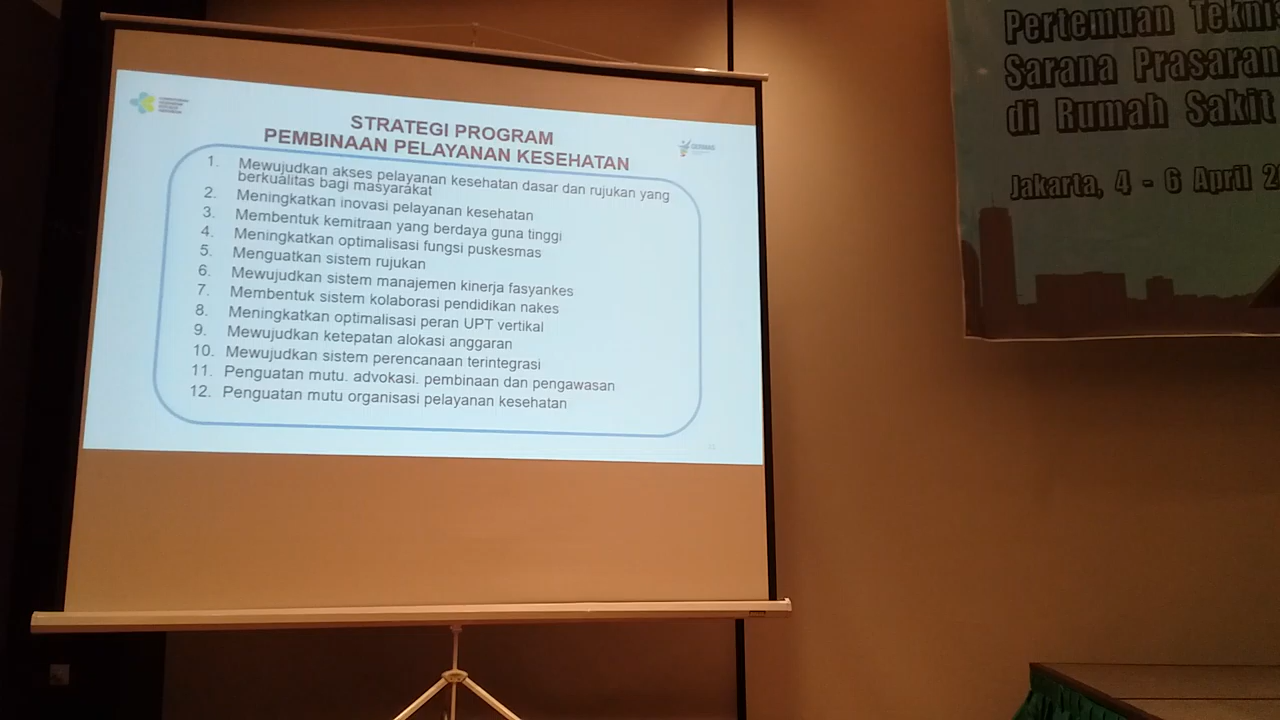 STRATEGI PROGRAM
PEMBINAAN PELAYANAN KESEHATAN
1. Mewujudkan akses pelayanan kesehatan dasar dan rujukan yang
berkualitas bagi masyarakat
2. Meningkatkan inovasi pelayanan kesehatan
3. Membentuk kemitraan yang berdaya guna tinggi
4. Meningkatkan optimalisasi fungsi puskesmas
5. Menguatkan sistem rujukan
6. Mewujudkan sistem manajemen kinerja fasyankes
7. Membentuk sistem kolaborasi pendidikan nakes
8. Meningkatkan optimalisasi peran UPT vertikal
9. Mewujudkan ketepatan alokasi anggaran
10. Mewujudkan sistem perencanaan terintegrasi
11. Penguatan mutu. advokasi. pembinaan dan pengawasan
12. Penguatan mutu organisasi pelayanan kesehatan
Pertemuan Tekni
Sarana Prasaran
di Rumah Sakit
Jakarta, 4 - 6 April 2